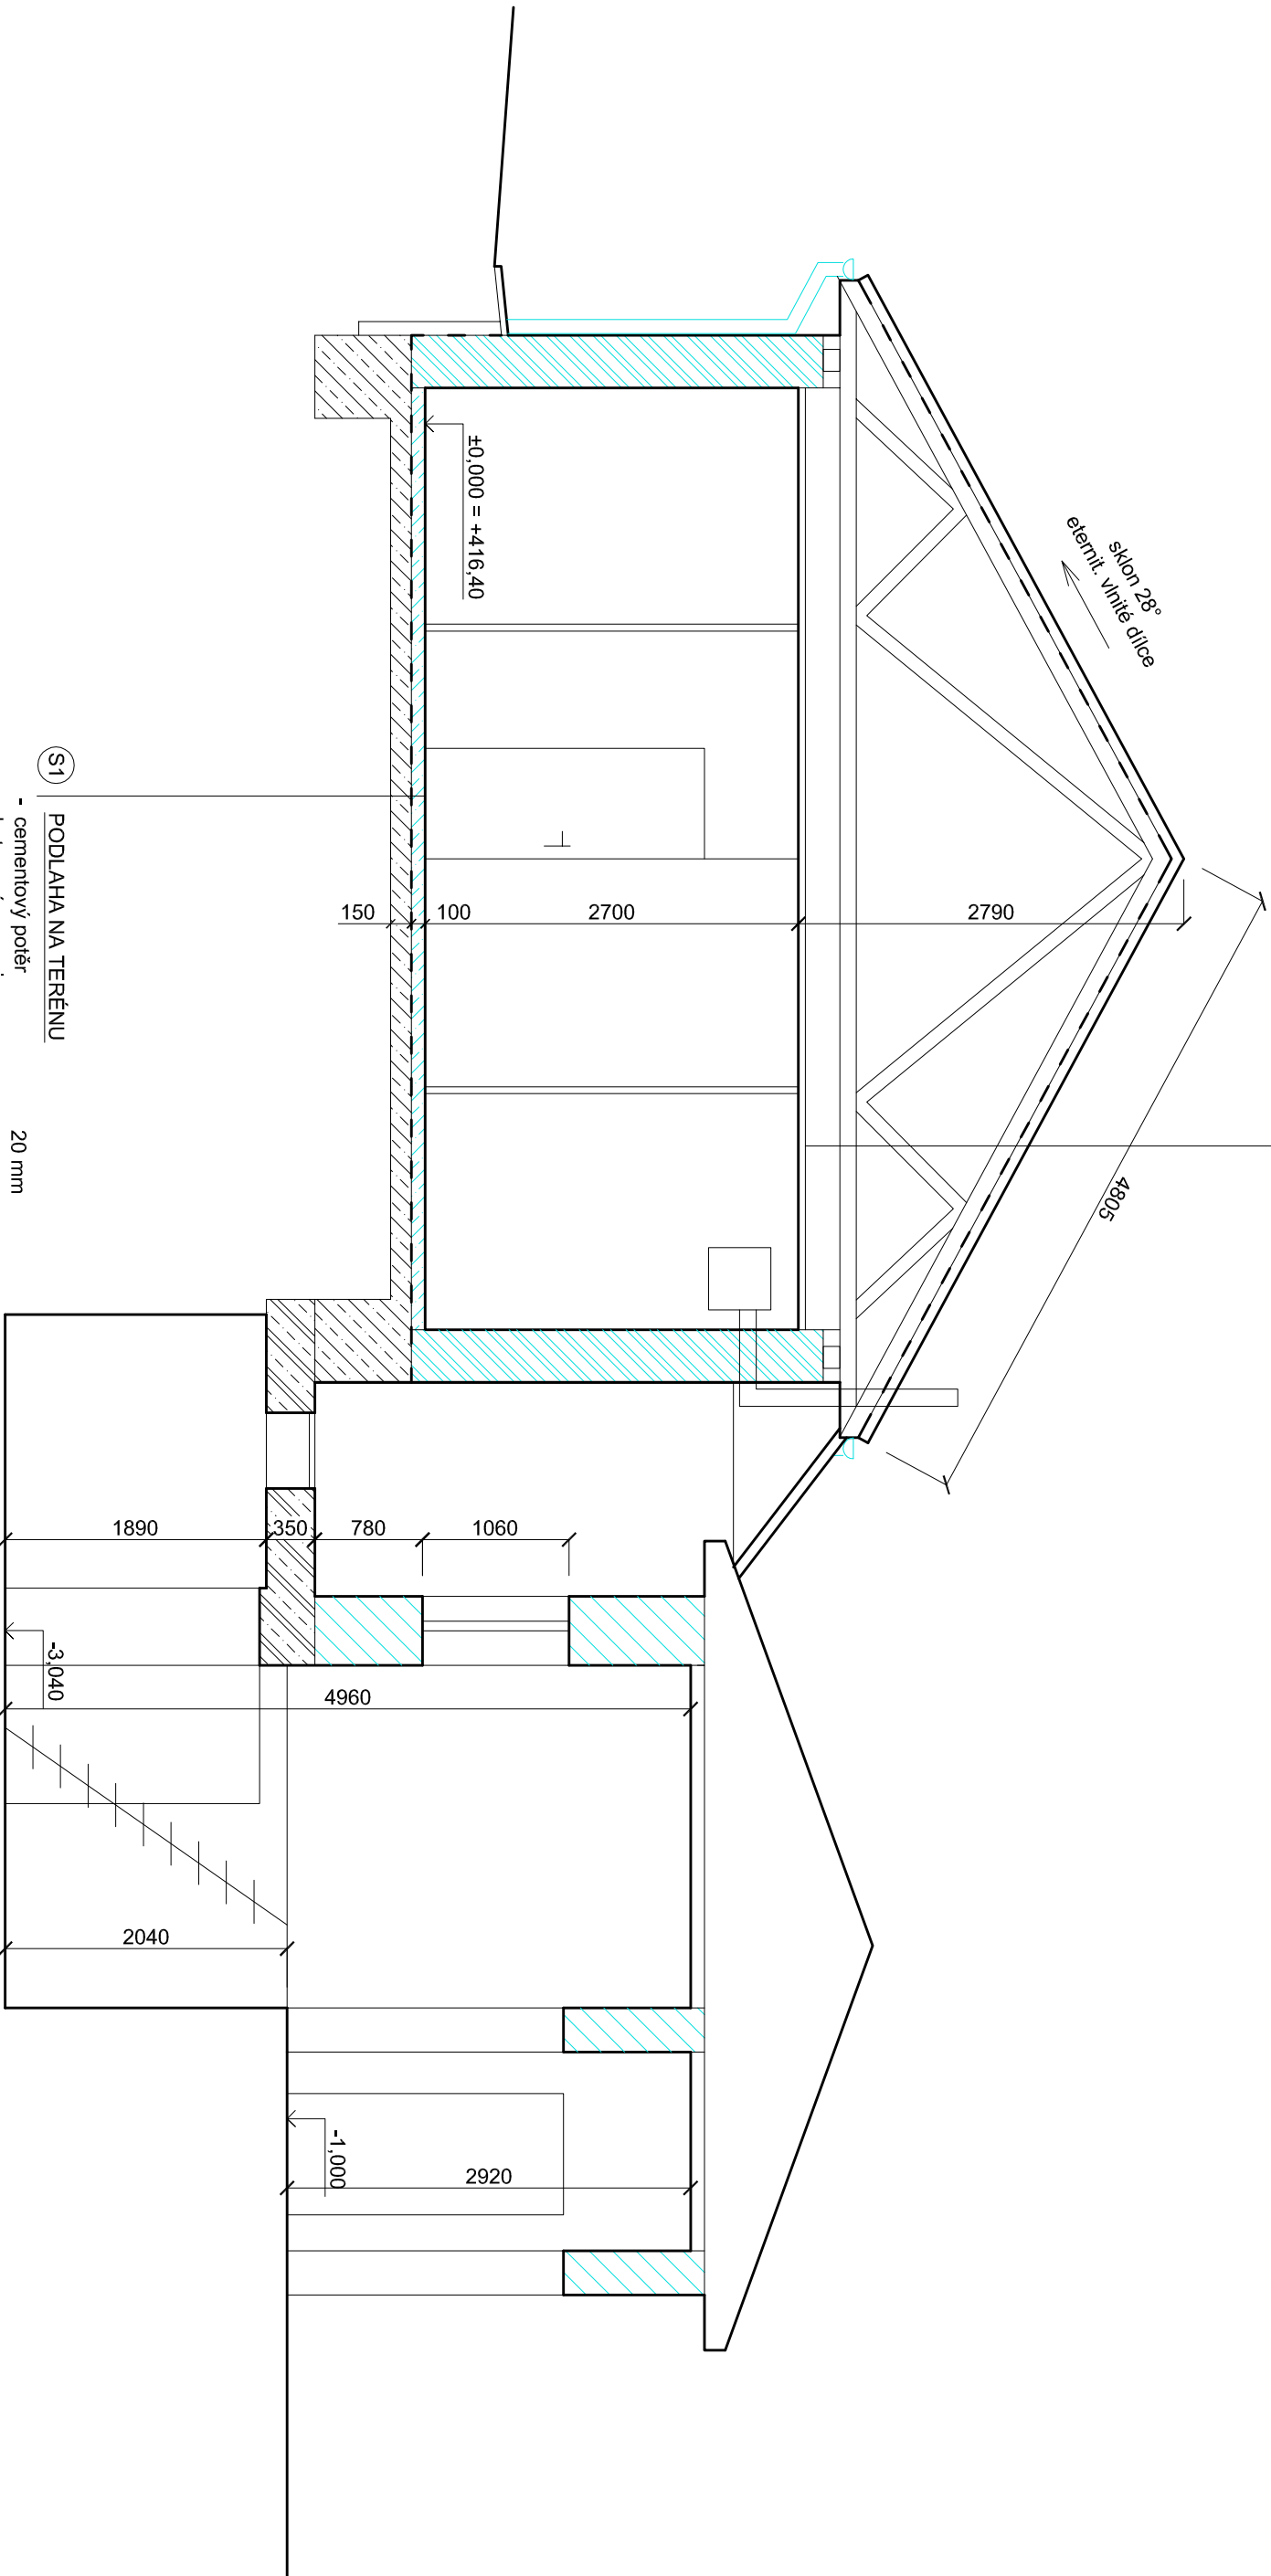 sklon 28°
eternit. vlnité dílce
4805
2790
2700
100
150
±0,000 = +416,40
S1
PODLAHA NA TERÉNU
- cementový potěr
20 mm
1890
350
780
1060
-3,040
4960
2040
-1,000
2920